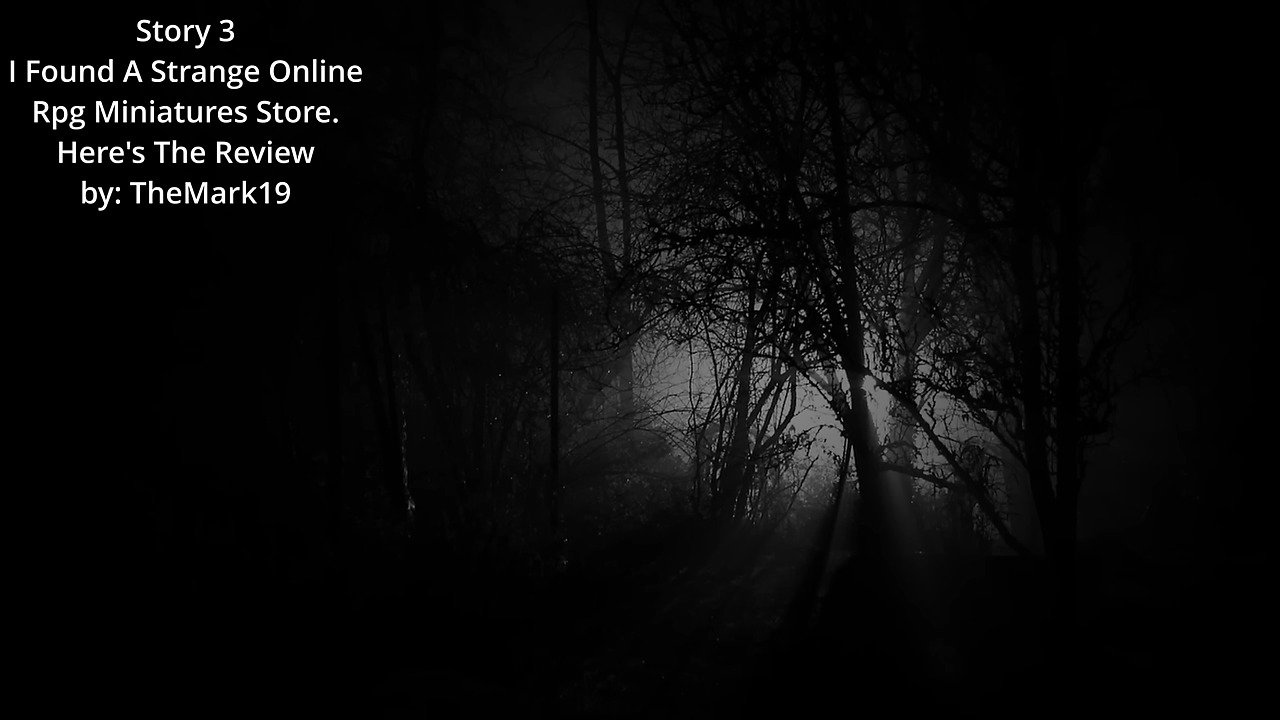 Story 3
I Found A Strange Online
Rpg Miniatures Store.
Here's The Review
by: TheMark19